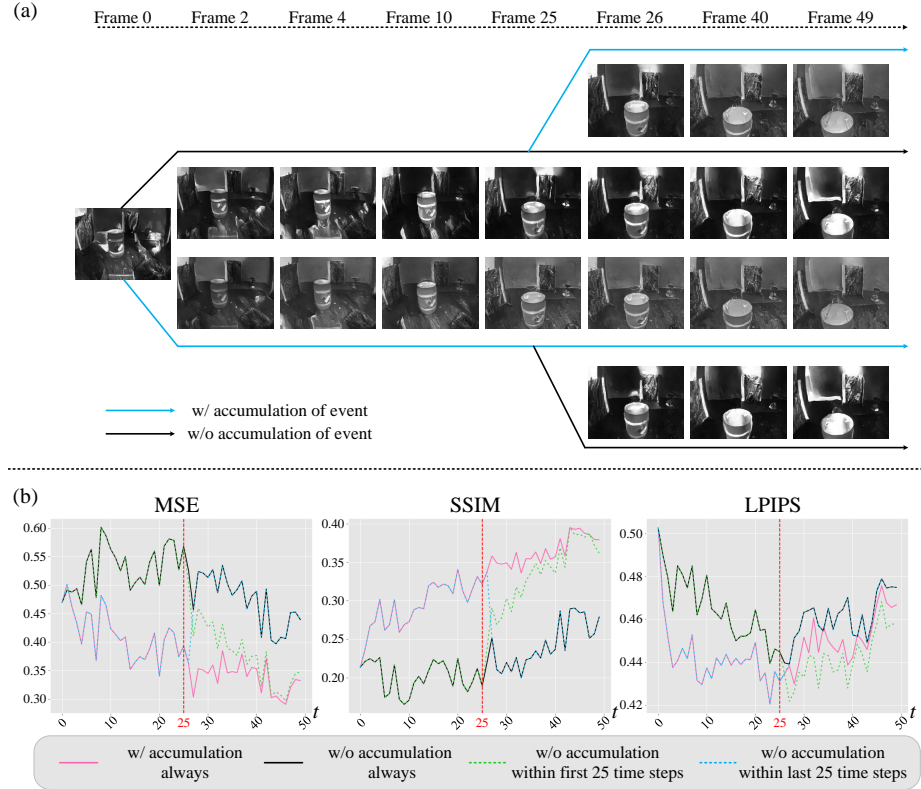 (a)
Frame 0 Frame 2 Frame 4 Frame 10 Frame 25 Frame 26 Frame 40 Frame 49
w/ accumulation of event
w/o accumulation of event
(b)
MSE
0.60
0.55
0.50
0.45
0.40
0.35
0.30
0 10 20 25 30 40 50 t
SSIM
0.40
0.35
0.30
0.25
0.20
0 10 20 25 30 40 50 t
LPIPS
0.50
0.48
0.46
0.44
0.42
0 10 20 25 30 40 50 t
w/ accumulation
always
w/o accumulation
always
w/o accumulation
within first 25 time steps
w/o accumulation
within last 25 time steps